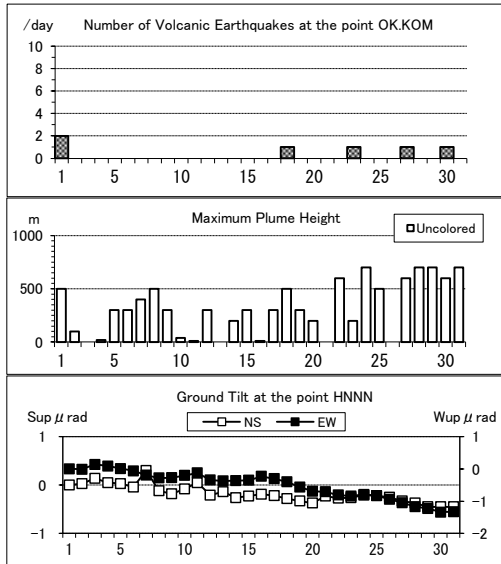 /day Number of Volcanic Earthquakes at the point OK.KOM
10
8
6
4
2
0
1 5 10 15 20 25 30
m Maximum Plume Height
1000 Uncolored
500
0
1 5 10 15 20 25 30
Ground Tilt at the point HNNN
Sup μ rad NS EW Wup μ rad
1 1
0 0
-1
-1 -2
1 5 10 15 20 25 30